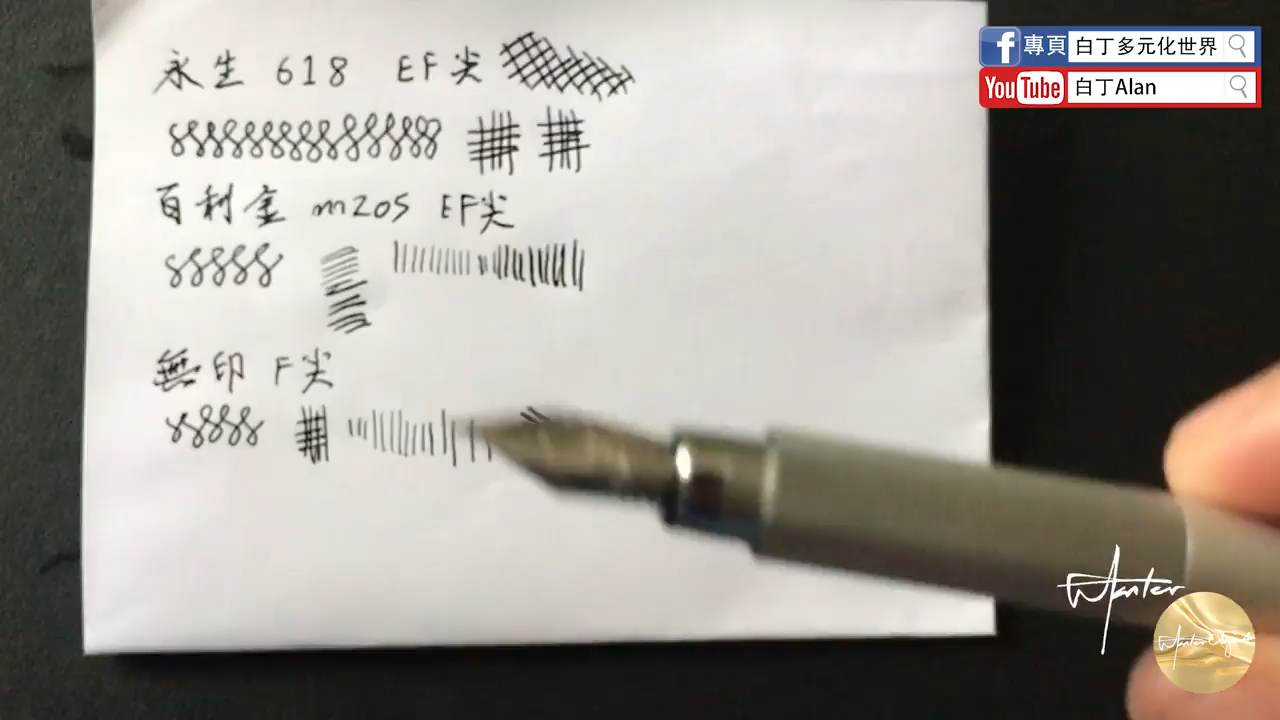 永生 618 EF尖
百利金 m205 EF尖
無印 F尖
專頁 白丁多元化世界
YouTube 白丁Alan